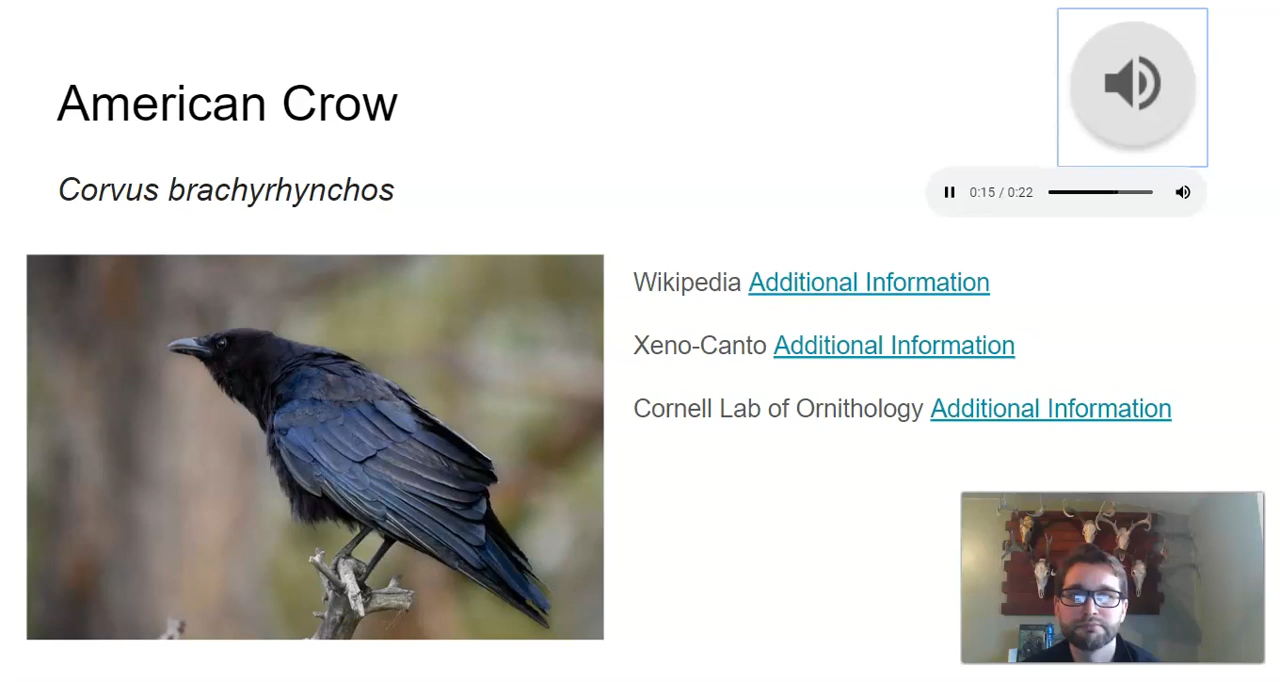 American Crow
Corvus brachyrhynchos
0:15 / 0:22
Wikipedia Additional Information
Xeno-Canto Additional Information
Cornell Lab of Ornithology Additional Information